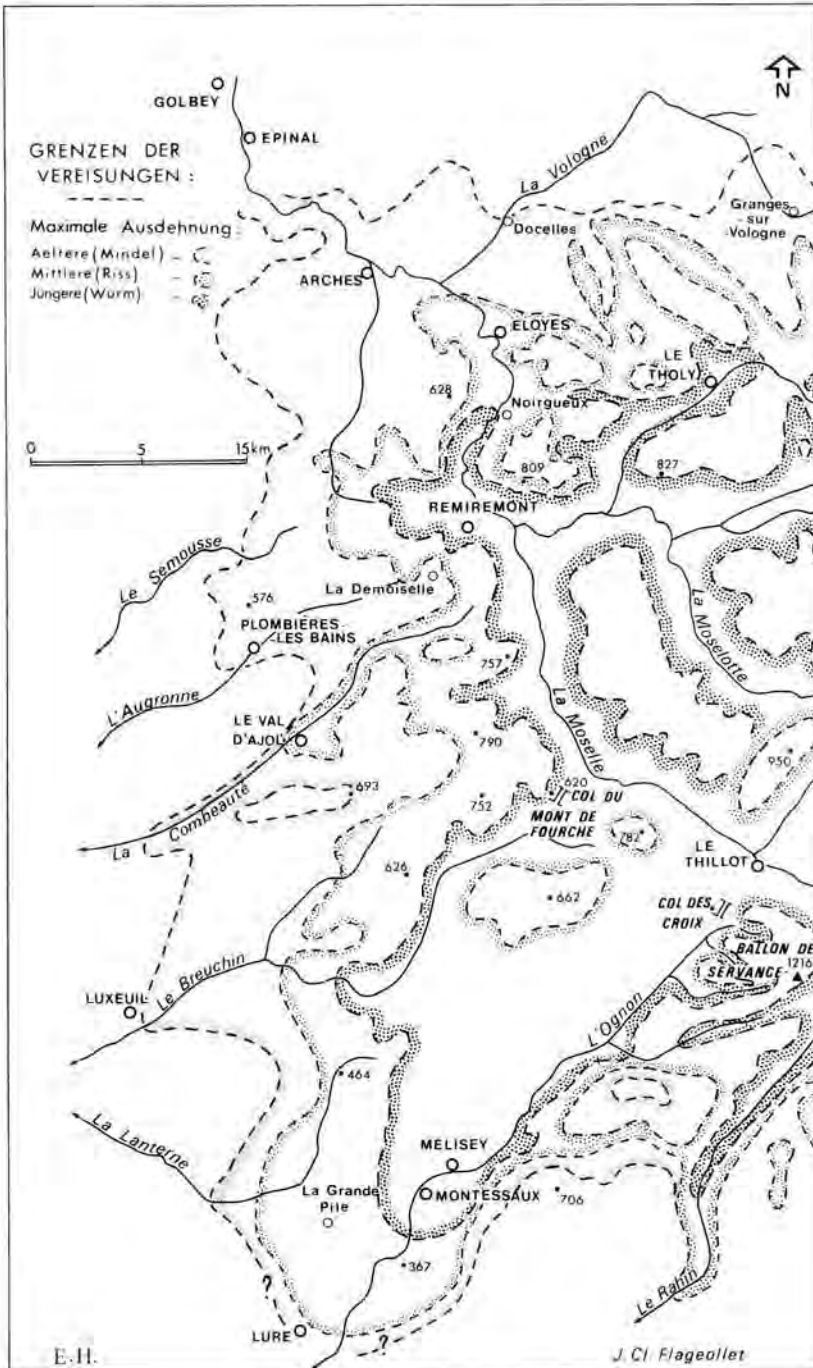 N
GOLBEY
EPINAL
GRENZEN DER
VEREISUNGEN :
Maximale Ausdehnung
Aeltere (Mindel)
Mittlere (Riss)
Jüngere (Würm)
La Vologne
Granges
-sur
Vologne
Docelles
ARCHES
ELOYES
LE
THOLY
628
Noirgueux
0 5 15 km
809
827
REMIREMONT
Le Semousse
La Demoiselle
576
PLOMBIÈRES
-LES BAINS
La Moselotte
757
L'Augronne
LE VAL
D'AJOL
La Moselle
790
950
693
620
752
COL DU
MONT DE
FOURCHE
La Combeauté
782
LE
THILLOT
626
662
COL DES
CROIX
BALLON DE
SERVANCE
1216
Le Breuchin
LUXEUIL
L'Ognon
464
La Lanterne
MELISEY
La Grande
Pile
MONTESSAUX
706
367
?
Le Rahin
LURE
?
E.H.
J. Cl Flageollet